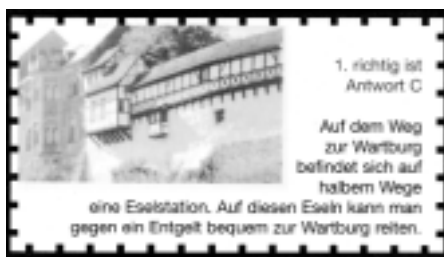 1. richtig ist
Antwort C
Auf dem Weg
zur Wartburg
befindet sich auf
halbem Wege
eine Eselstation. Auf diesen Eseln kann man
gegen ein Entgelt bequem zur Wartburg reiten.